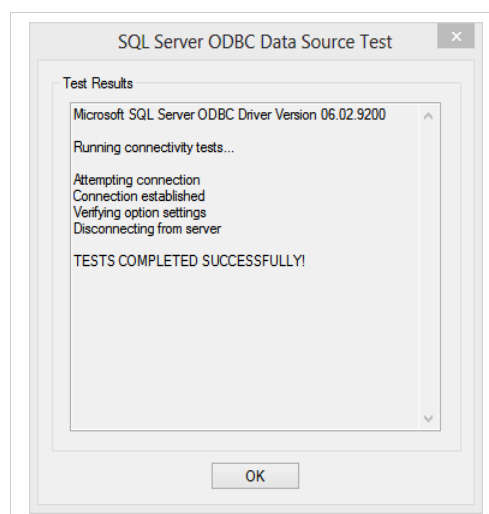 SQL Server ODBC Data Source Test
Test Results
Microsoft SQL Server ODBC Driver Version 06.02.9200
Running connectivity tests...
Attempting connection
Connection established
Verifying option settings
Disconnecting from server
TESTS COMPLETED SUCCESSFULLY!
OK